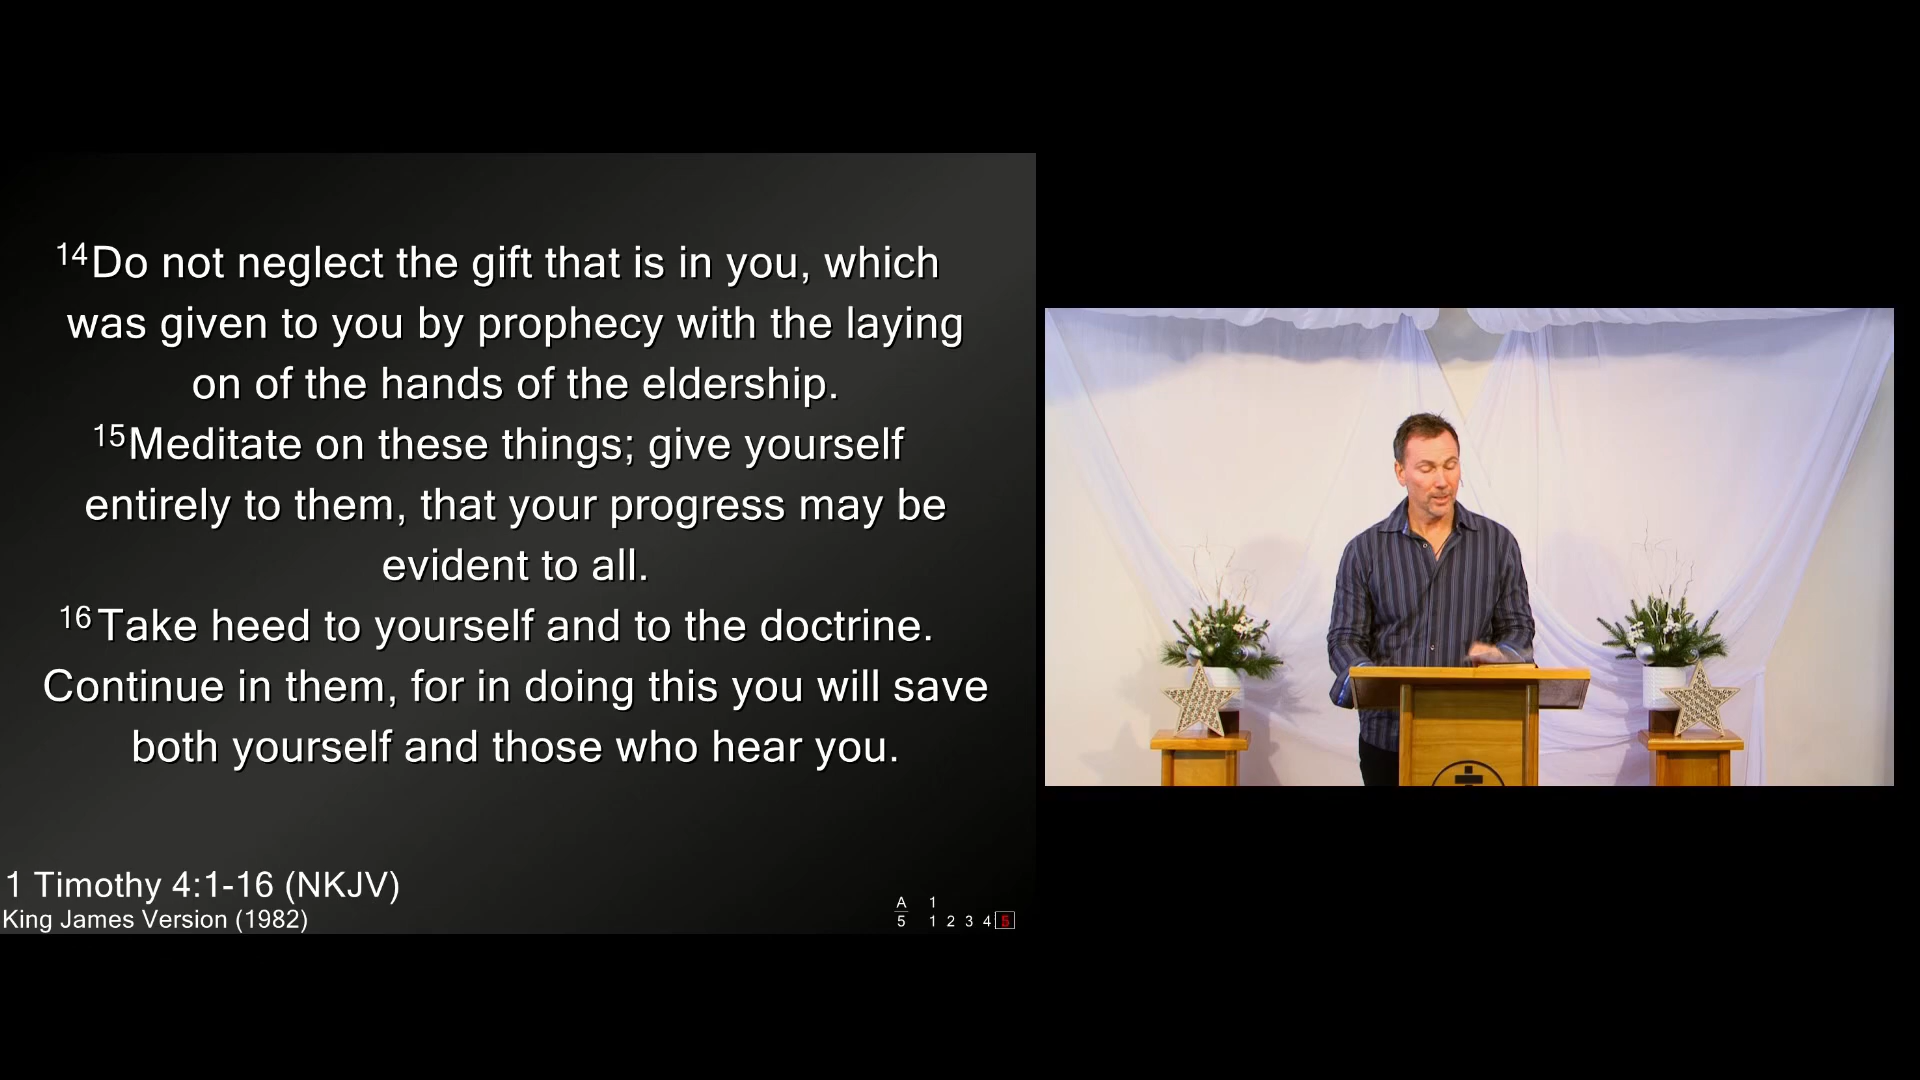 14Do not neglect the gift that is in you, which
was given to you by prophecy with the laying
on of the hands of the eldership.
15Meditate on these things; give yourself
entirely to them, that your progress may be
evident to all.
16Take heed to yourself and to the doctrine.
Continue in them, for in doing this you will save
both yourself and those who hear you.
1 Timothy 4:1-16 (NKJV)
King James Version (1982)
A 1
5 1 2 3 4 5